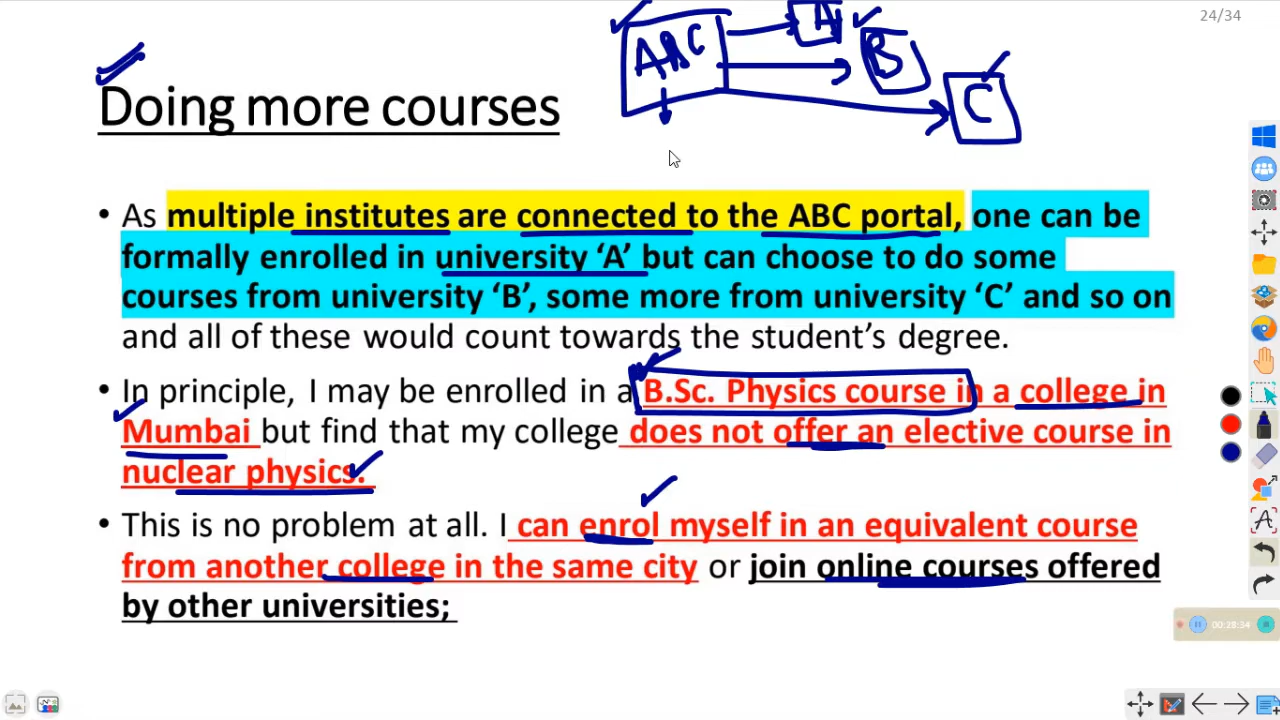 24/34
ABC
A
B
C
Doing more courses
• As multiple institutes are connected to the ABC portal, one can be
formally enrolled in university ‘A’ but can choose to do some
courses from university ‘B’, some more from university ‘C’ and so on
and all of these would count towards the student’s degree.
• In principle, I may be enrolled in a B.Sc. Physics course in a college in
Mumbai but find that my college does not offer an elective course in
nuclear physics.
• This is no problem at all. I can enrol myself in an equivalent course
from another college in the same city or join online courses offered
by other universities;
00:28:34